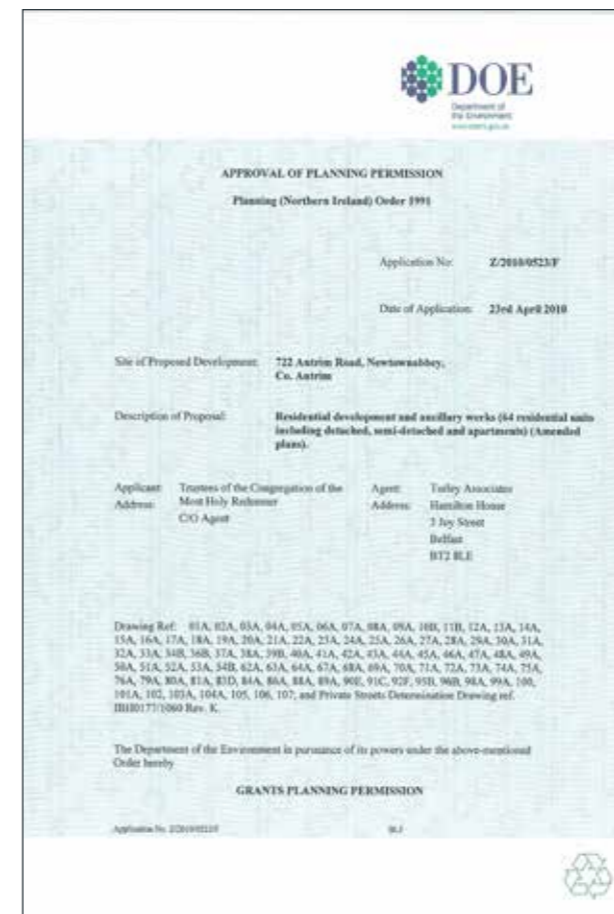 DOE
Department of
the Environment
APPROVAL OF PLANNING PERMISSION
Planning (Northern Ireland) Order 1991
Application No: Z/2010/0523/F
Date of Application: 23rd April 2010
Site of Proposed Development: 722 Antrim Road, Newtownabbey,
Co. Antrim
Description of Proposal: Residential development and ancillary works (64 residential units
including detached, semi-detached and apartments) (Amended
plans).
Applicant: Trustees of the Congregation of the
Address: Most Holy Redeemer
C/O Agent
Agent: Turley Associates
Address: Hamilton House
3 Joy Street
Belfast
BT2 8LE
Drawing Ref: 01A, 02A, 03A, 04A, 05A, 06A, 07A, 08A, 09A, 10B, 11B, 12A, 13A, 14A,
15A, 16A, 17A, 18A, 19A, 20A, 21A, 22A, 23A, 24A, 25A, 26A, 27A, 28A, 29A, 30A, 31A,
32A, 33A, 34B, 36B, 37A, 38A, 39B, 40A, 41A, 42A, 43A, 44A, 45A, 46A, 47A, 48A, 49A,
50A, 51A, 52A, 53A, 54B, 62A, 63A, 64A, 67A, 68A, 69A, 70A, 71A, 72A, 73A, 74A, 75A,
76A, 79A, 80A, 81A, 83D, 84A, 86A, 88A, 89A, 90E, 91C, 92F, 95B, 96B, 98A, 99A, 100,
101A, 102, 103A, 104A, 105, 106, 107; and Private Streets Determination Drawing ref.
IBH0177/1060 Rev. K.
The Department of the Environment in pursuance of its powers under the above-mentioned
Order hereby
GRANTS PLANNING PERMISSION
Application No. Z/2010/0523/F